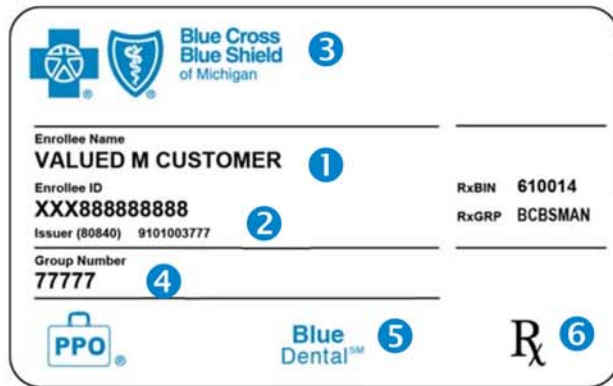 Blue Cross
Blue Shield
of Michigan
3
Enrollee Name
VALUED M CUSTOMER
1
Enrollee ID
XXX888888888
Issuer (80840) 9101003777
2
RxBIN 610014
RxGRP BCBSMAN
Group Number
77777
4
PPO ®
Blue
Dental℠
5
Rx
6